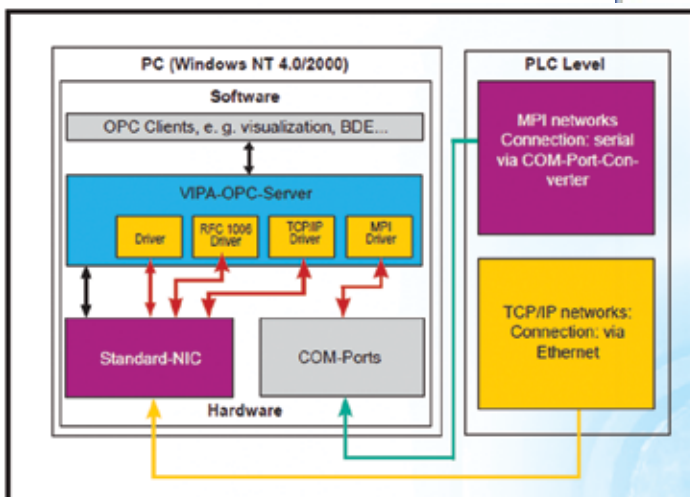 PC (Windows NT 4.0/2000)
Software
OPC Clients, e. g. visualization, BDE...
VIPA-OPC-Server
Driver
RFC 1006
Driver
TCP/IP
Driver
MPI
Driver
Standard-NIC
COM-Ports
Hardware
PLC Level
MPI networks
Connection: serial
via COM-Port-Con-
verter
TCP/IP networks:
Connection: via
Ethernet